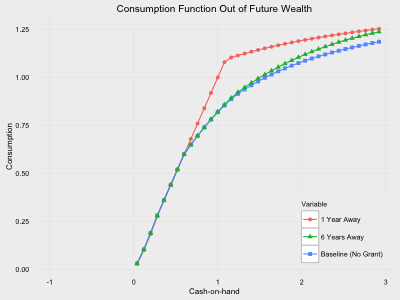 Consumption Function Out of Future Wealth
1.25
1.00
0.75
0.50
0.25
0.00
Consumption
-1
0
1
2
3
Cash-on-hand
Variable
1 Year Away
6 Years Away
Baseline (No Grant)